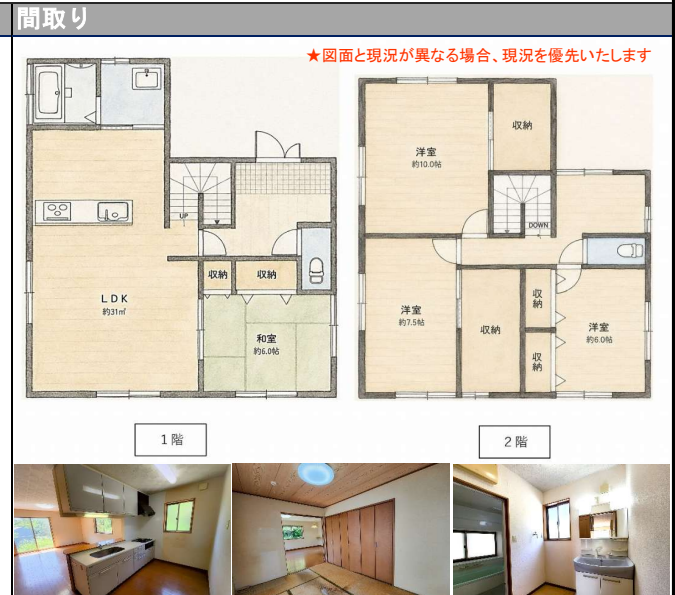 間取り
★図面と現況が異なる場合、現況を優先いたします
収納
洋室
約10.0帖
UP
DOWN
収納
収納
LDK
約31㎡
和室
約6.0帖
洋室
約7.5帖
収納
収納
収納
洋室
約6.0帖
1階
2階